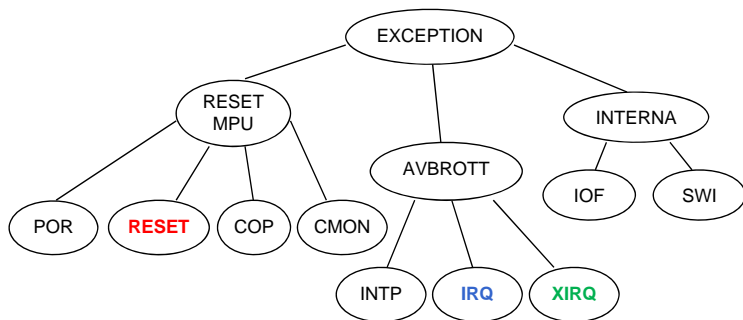 EXCEPTION
RESET
MPU
INTERNA
AVBROTT
IOF
SWI
POR
RESET
COP
CMON
INTP
IRQ
XIRQ